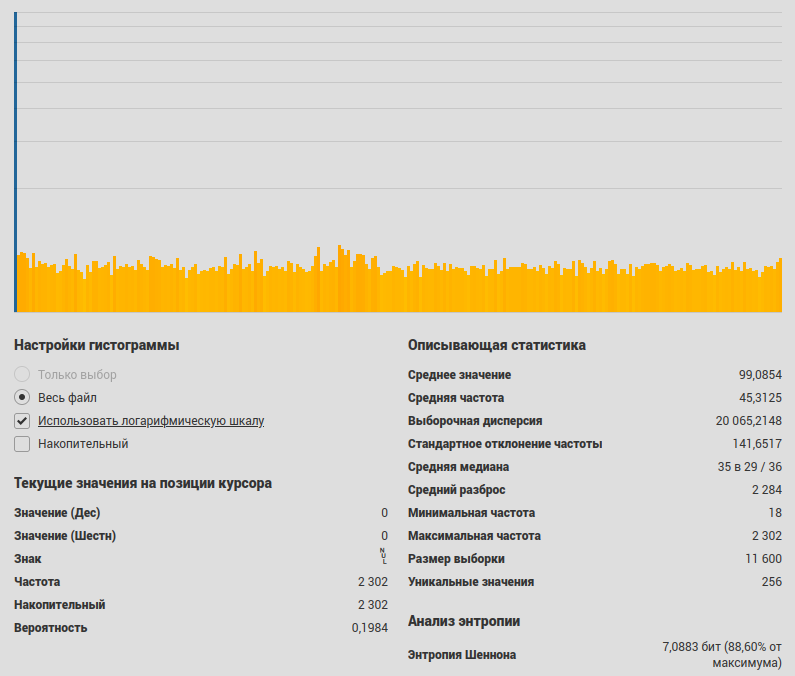 Настройки гистограммы
Только выбор
Весь файл
Использовать логарифмическую шкалу
Накопительный
Текущие значения на позиции курсора
Значение (Дес) 0
Значение (Шестн) 0
Знак NUL
Частота 2 302
Накопительный 2 302
Вероятность 0,1984
Описывающая статистика
Среднее значение 99,0854
Средняя частота 45,3125
Выборочная дисперсия 20 065,2148
Стандартное отклонение частоты 141,6517
Средняя медиана 35 в 29 / 36
Средний разброс 2 284
Минимальная частота 18
Максимальная частота 2 302
Размер выборки 11 600
Уникальные значения 256
Анализ энтропии
Энтропия Шеннона 7,0883 бит (88,60% от
максимума)